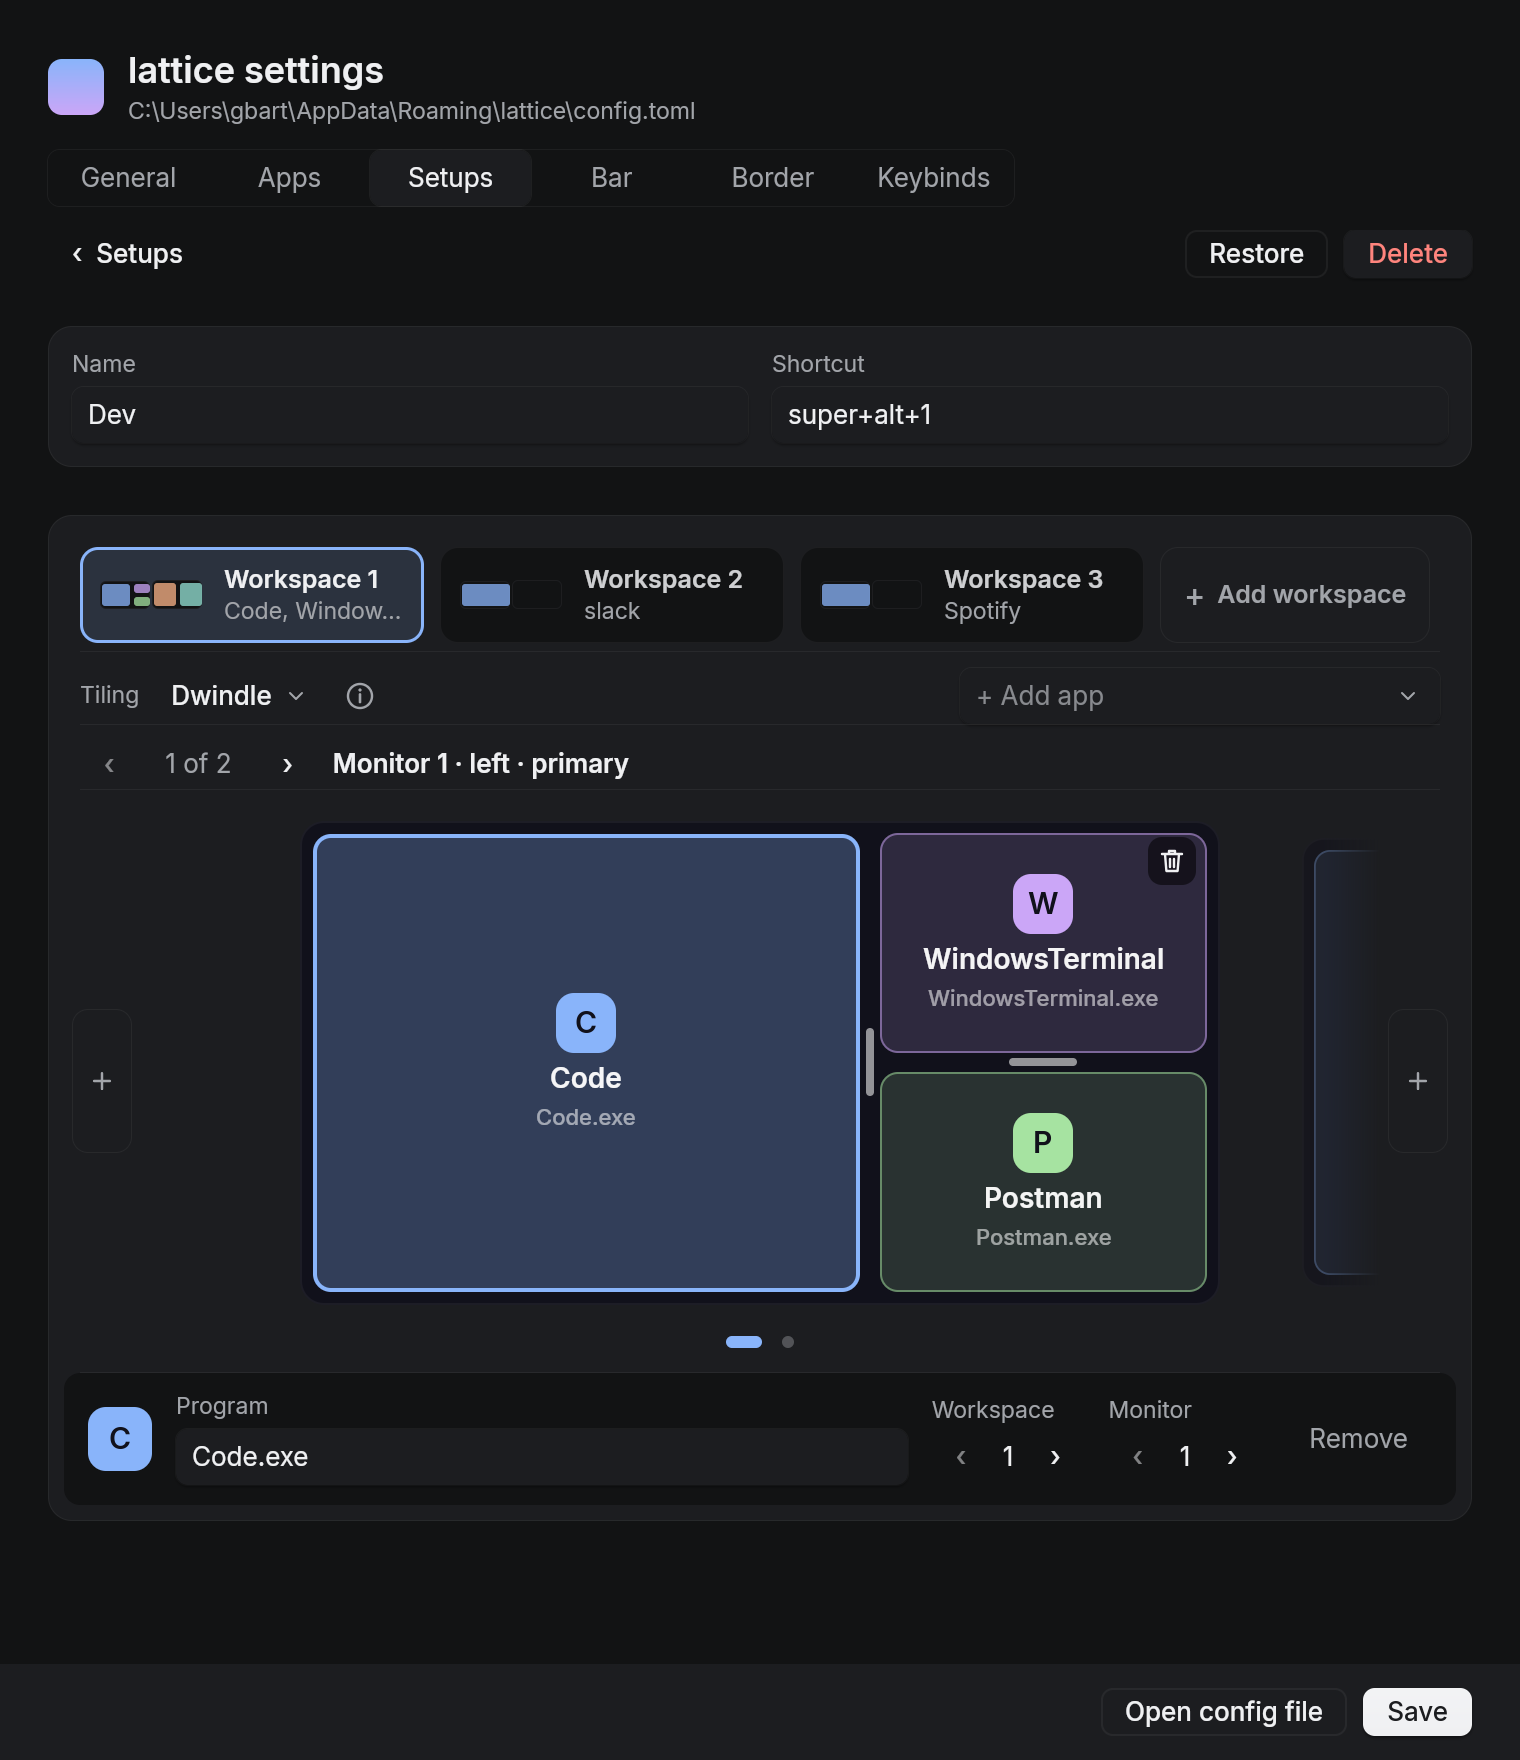 lattice settings
C:\Users\gbart\AppData\Roaming\lattice\config.toml
General Apps Setups Bar Border Keybinds
‹ Setups Restore Delete
Name Shortcut
Dev super+alt+1
Workspace 1 Workspace 2 Workspace 3
+ Add workspace
Code, Window... slack Spotify
Tiling Dwindle + Add app
‹ 1 of 2 › Monitor 1 · left · primary
W
WindowsTerminal
WindowsTerminal.exe
C
Code
Code.exe
+ +
P
Postman
Postman.exe
Program Workspace Monitor
C Remove
Code.exe ‹ 1 › ‹ 1 ›
Open config file Save